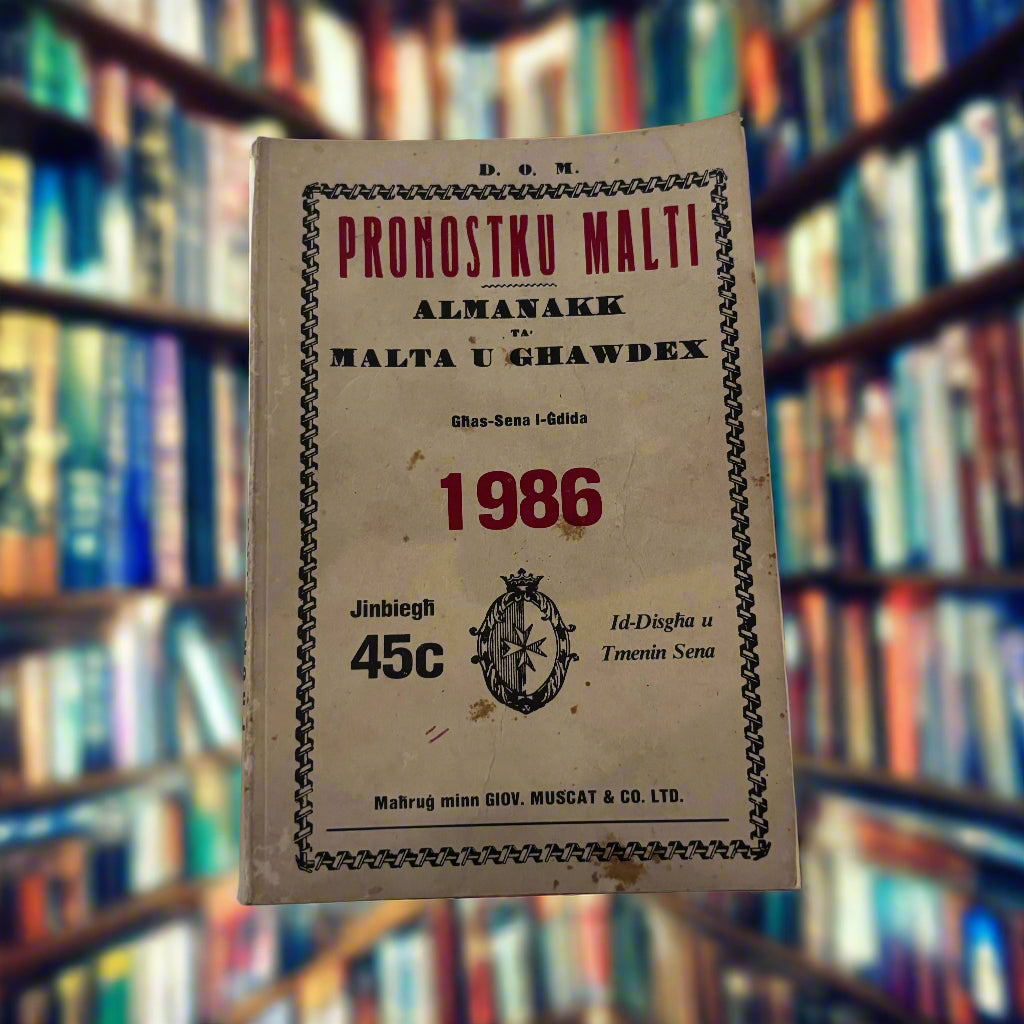 D. O. M.
PRONOSTKU MALTI
ALMANAKK
TA'
MALTA U GHAWDEX
Għas-Sena l-Ġdida
1986
Jinbiegħ
45c
Id-Disgħa u
Tmenin Sena
Maħruġ minn GIOV. MUSCAT & CO. LTD.